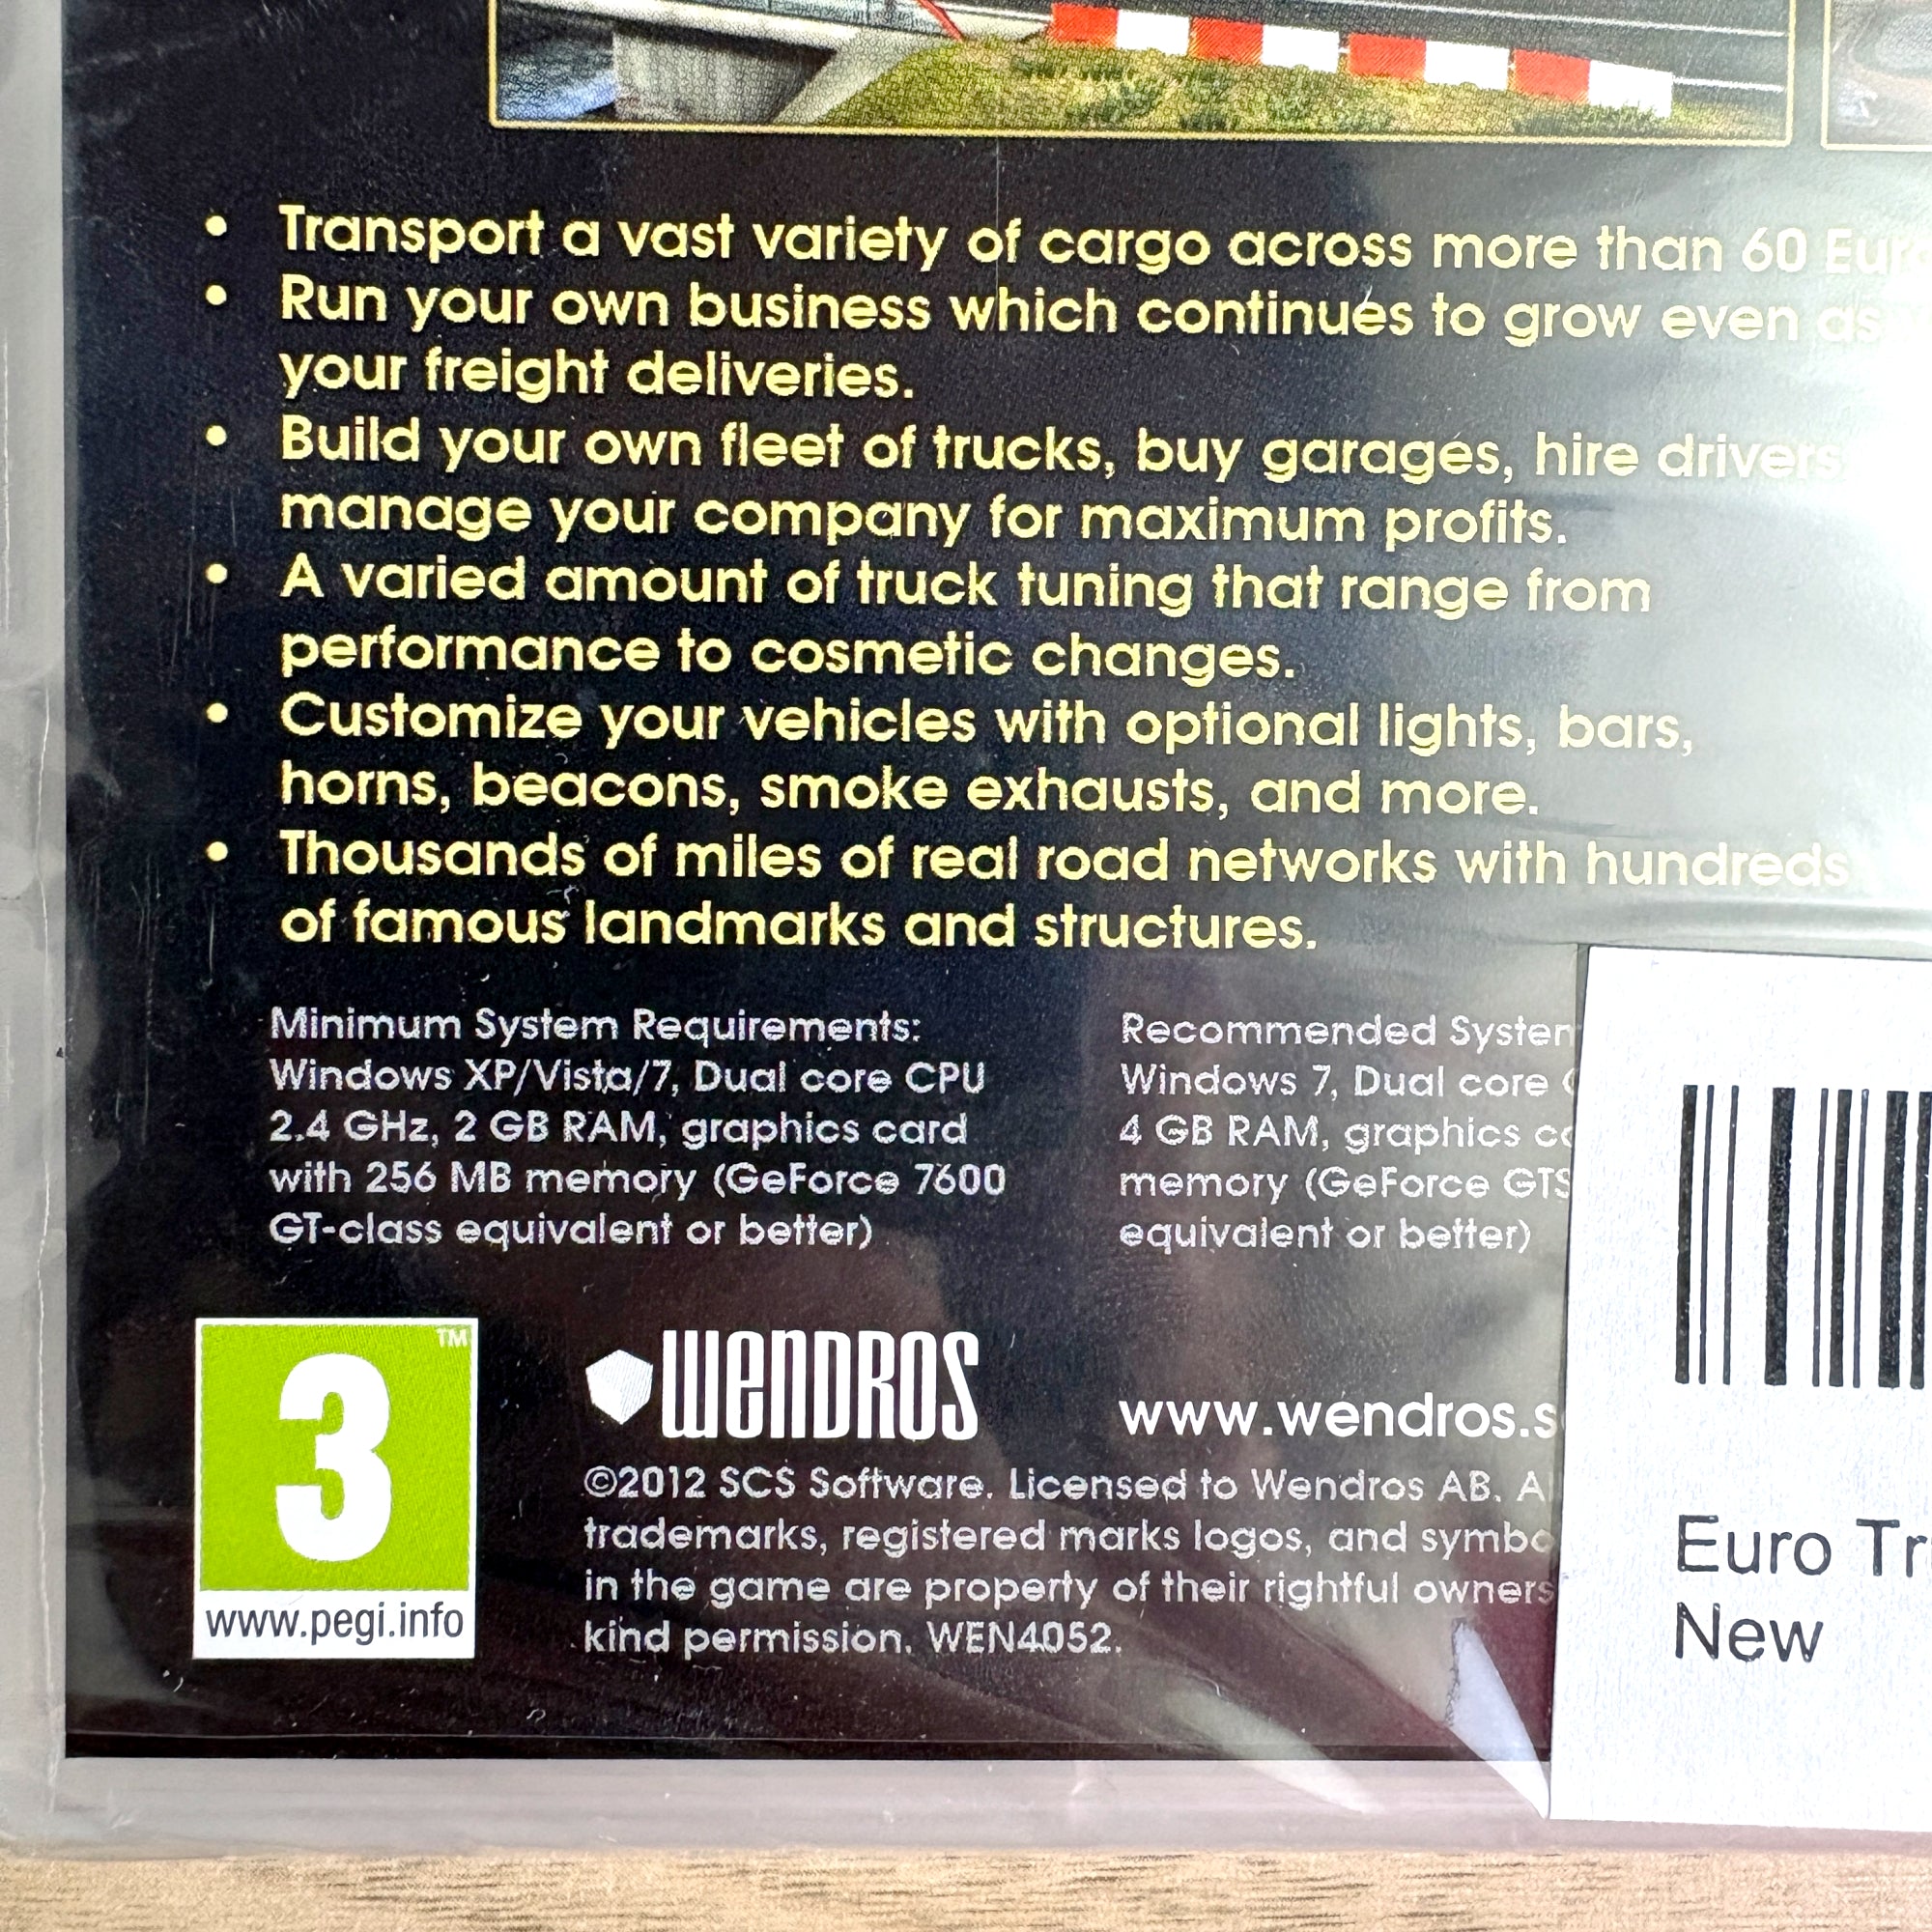 • Transport a vast variety of cargo across more than 60
• Run your own business which continues to grow even as
your freight deliveries.
• Build your own fleet of trucks, buy garages, hire drivers
manage your company for maximum profits.
• A varied amount of truck tuning that range from
performance to cosmetic changes.
• Customize your vehicles with optional lights, bars,
horns, beacons, smoke exhausts, and more.
• Thousands of miles of real road networks with hundreds
of famous landmarks and structures.
Minimum System Requirements:
Windows XP/Vista/7, Dual core CPU
2.4 GHz, 2 GB RAM, graphics card
with 256 MB memory (GeForce 7600
GT-class equivalent or better)
Recommended
Windows 7, Dual core
4 GB RAM, graphics
memory (GeForce GTS
equivalent or better)
3™
www.pegi.info
WENDROS
www.wendros.s
©2012 SCS Software. Licensed to Wendros AB.
trademarks, registered marks logos, and
in the game are property of their rightful owners
kind permission. WEN4052.
Euro
New